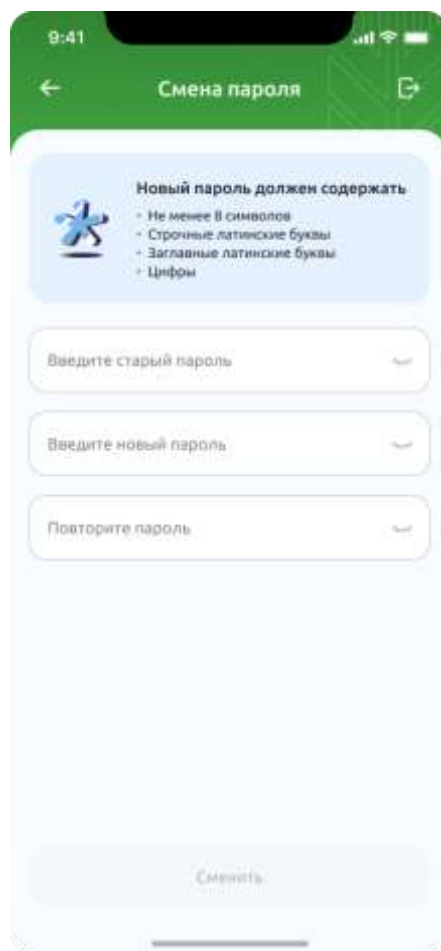 9:41
Смена пароля
Новый пароль должен содержать
- Не менее 8 символов
- Строчные латинские буквы
- Заглавные латинские буквы
- Цифры
Введите старый пароль
Введите новый пароль
Повторите пароль
Сменить